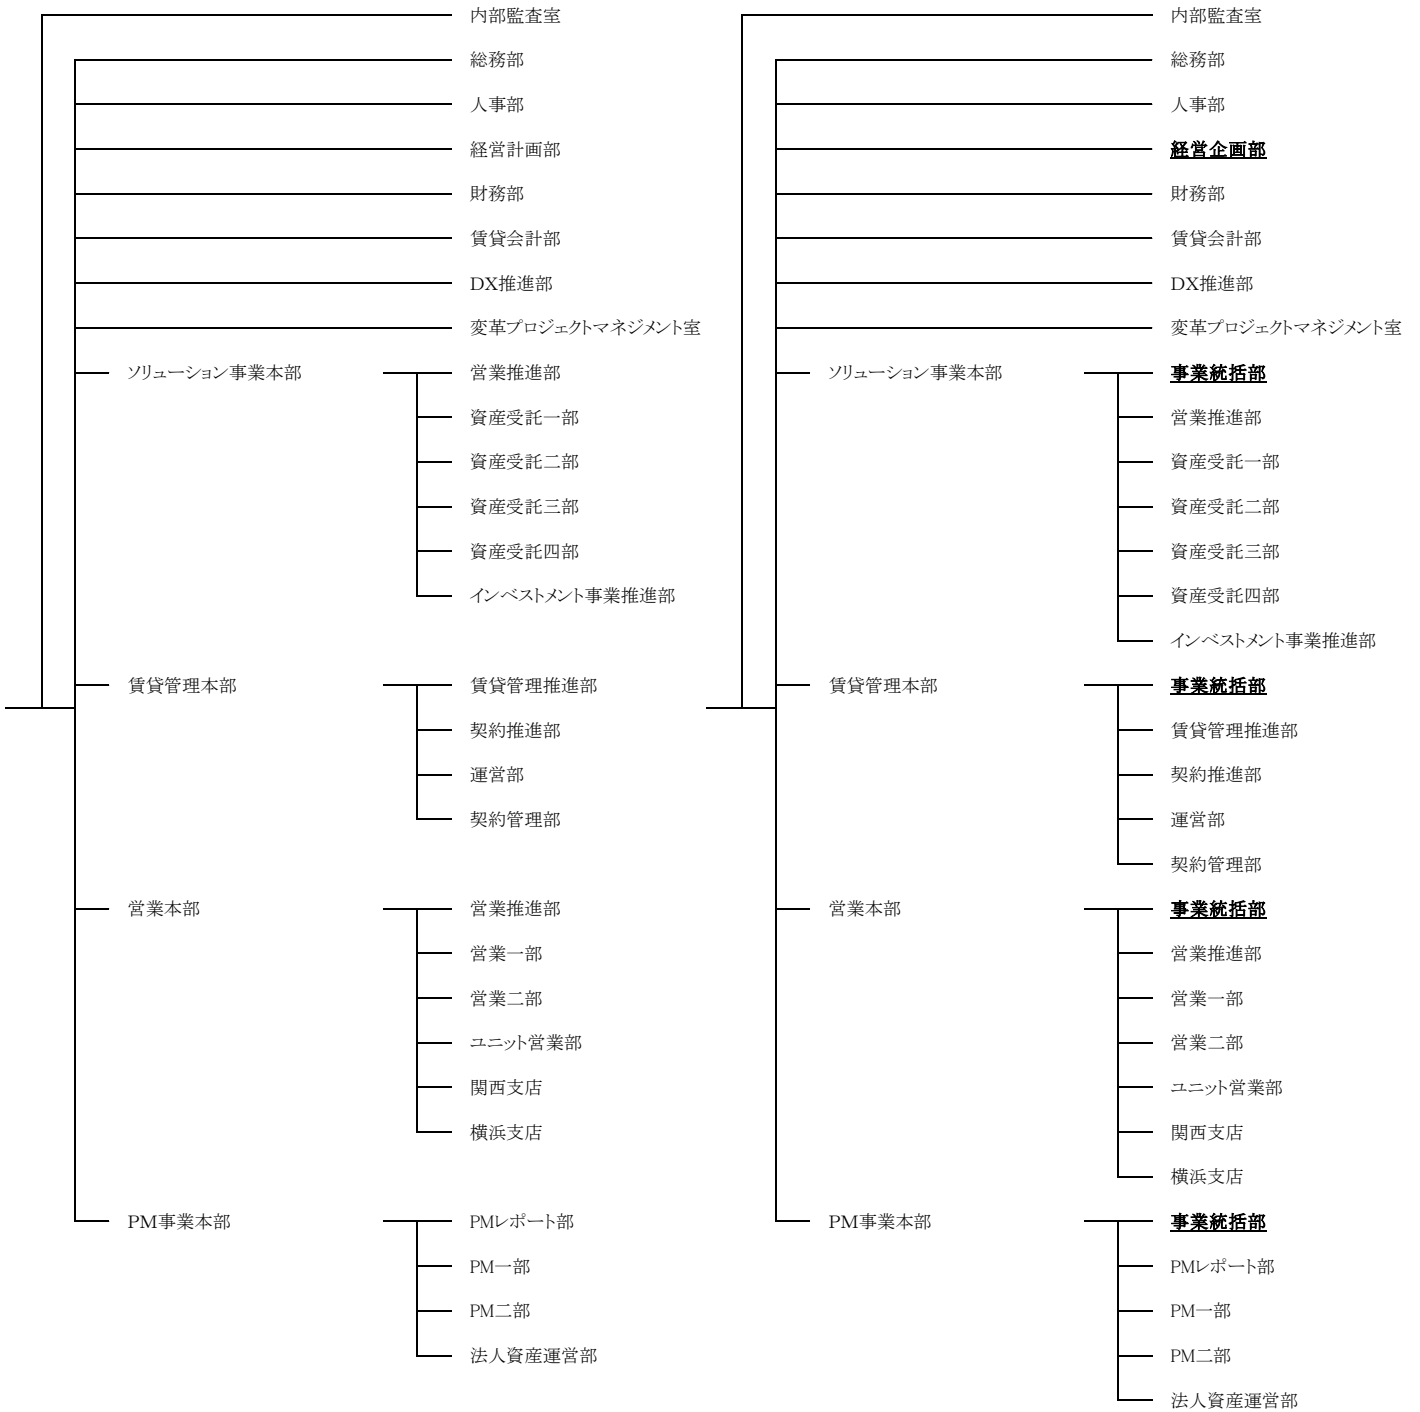 内部監査室
総務部
人事部
経営計画部
財務部
賃貸会計部
DX推進部
変革プロジェクトマネジメント室
ソリューション事業本部
営業推進部
資産受託一部
資産受託二部
資産受託三部
資産受託四部
インベストメント事業推進部
賃貸管理本部
賃貸管理推進部
契約推進部
運営部
契約管理部
営業本部
営業推進部
営業一部
営業二部
ユニット営業部
関西支店
横浜支店
PM事業本部
PMレポート部
PM一部
PM二部
法人資産運営部
内部監査室
総務部
人事部
経営企画部
財務部
賃貸会計部
DX推進部
変革プロジェクトマネジメント室
ソリューション事業本部
事業統括部
営業推進部
資産受託一部
資産受託二部
資産受託三部
資産受託四部
インベストメント事業推進部
賃貸管理本部
事業統括部
賃貸管理推進部
契約推進部
運営部
契約管理部
営業本部
事業統括部
営業推進部
営業一部
営業二部
ユニット営業部
関西支店
横浜支店
PM事業本部
事業統括部
PMレポート部
PM一部
PM二部
法人資産運営部